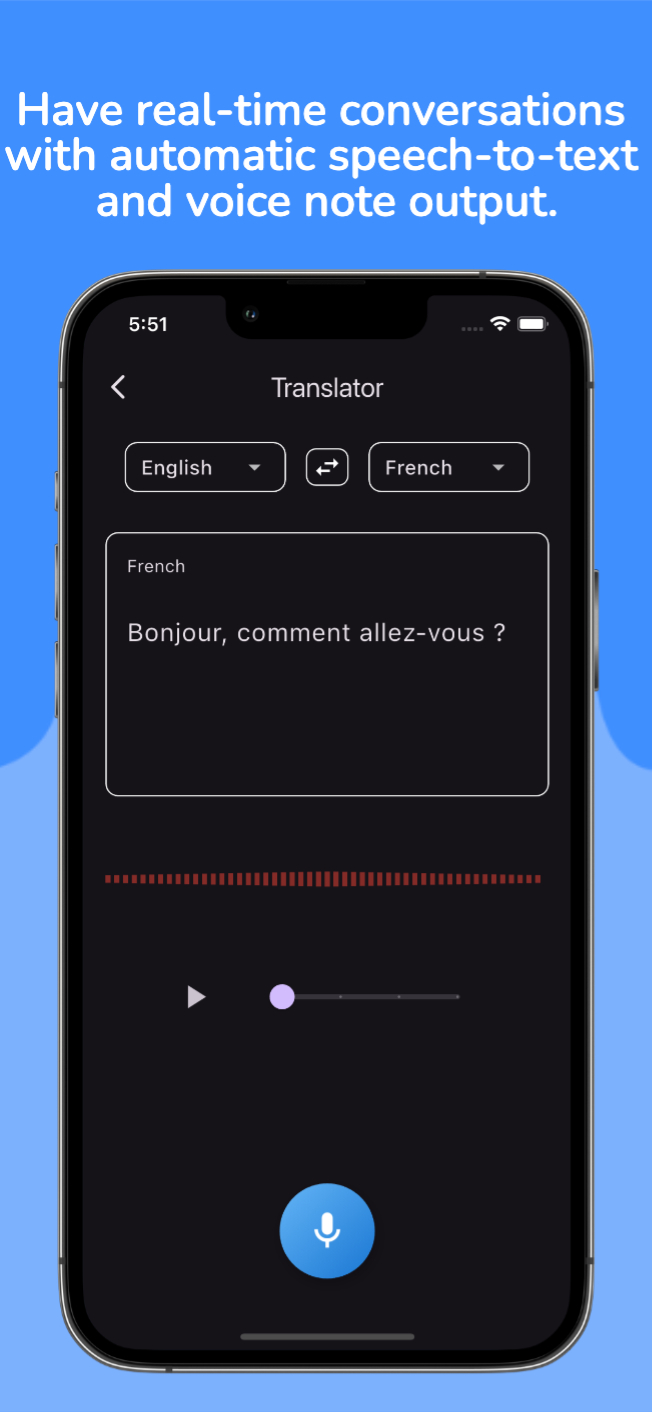 Have real-time conversations
with automatic speech-to-text
and voice note output.
5:51
Translator
English
French
French
Bonjour, comment allez-vous ?